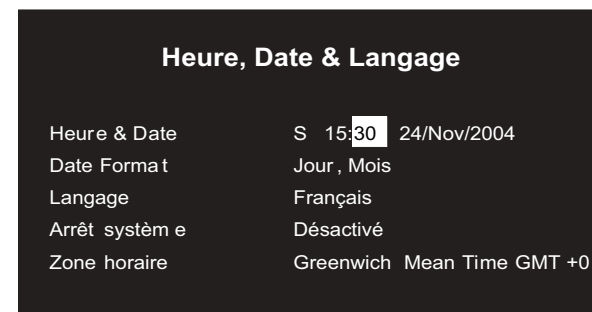 Heure, Date & Langage
Heure & Date S 15:30 24/Nov/2004
Date Format Jour, Mois
Langage Français
Arrêt système Désactivé
Zone horaire Greenwich Mean Time GMT +0